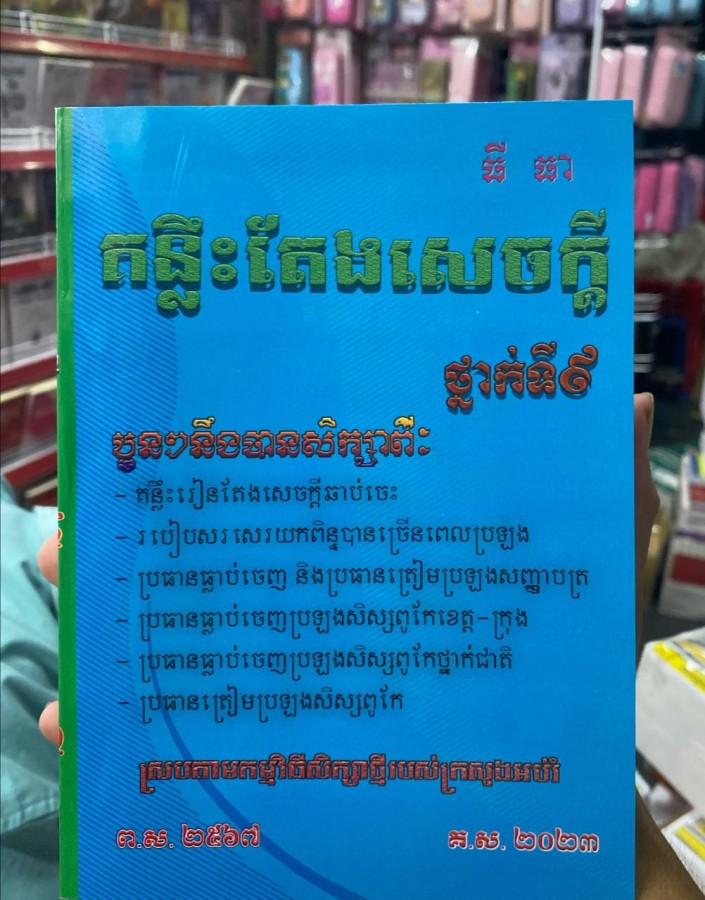 ធី ធា
គន្លឹះតែងសេចក្តី
ថ្នាក់ទី៩
ប្អូនៗនឹងបានសិក្សាពីៈ
- គន្លឹះរៀនតែងសេចក្តីឆាប់ចេះ
- របៀបសរសេរយកពិន្ទុបានច្រើនពេលប្រឡង
- ប្រធានធ្លាប់ចេញ និងប្រធានត្រៀមប្រឡងសញ្ញាបត្រ
- ប្រធានធ្លាប់ចេញប្រឡងសិស្សពូកែខេត្ត-ក្រុង
- ប្រធានធ្លាប់ចេញប្រឡងសិស្សពូកែថ្នាក់ជាតិ
- ប្រធានត្រៀមប្រឡងសិស្សពូកែ
ស្របតាមកម្មវិធីសិក្សាថ្មីរបស់ក្រសួងអប់រំ
ព.ស. ២៥៦៧
គ.ស. ២០២៣